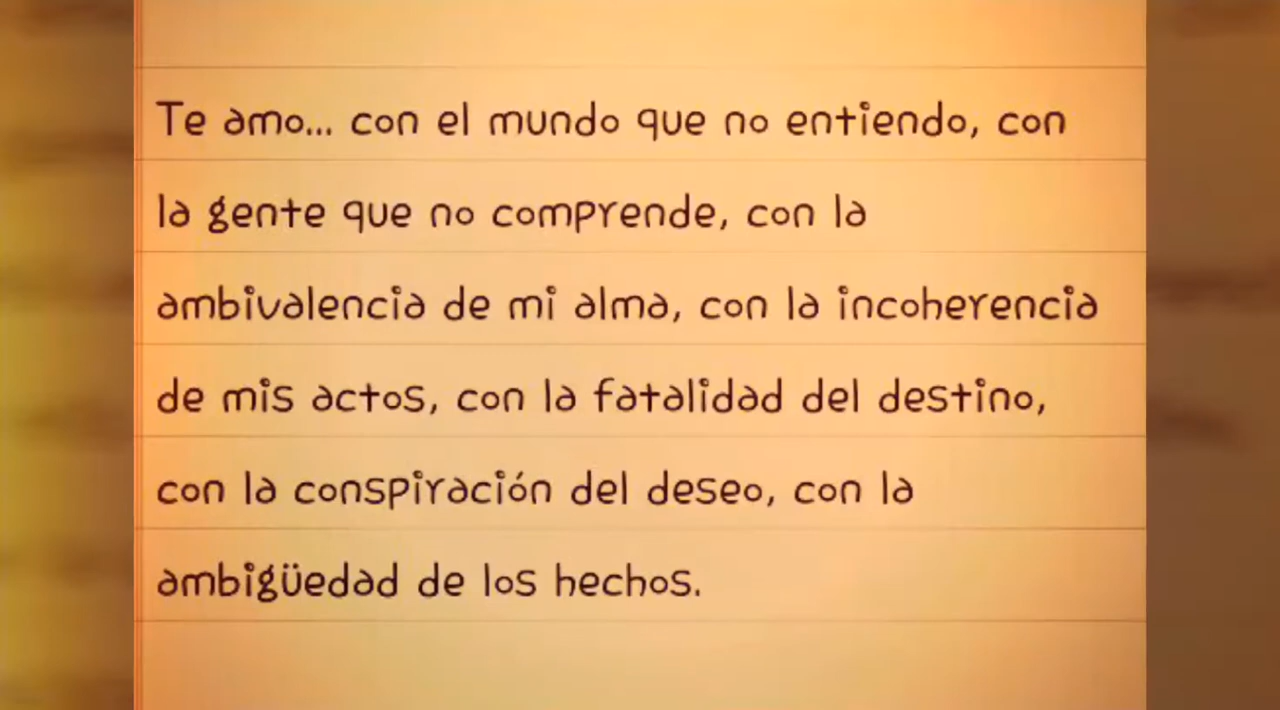 Te amo... con el mundo que no entiendo, con
la gente que no comprende, con la
ambivalencia de mi alma, con la incoherencia
de mis actos, con la fatalidad del destino,
con la conspiración del deseo, con la
ambigüedad de los hechos.